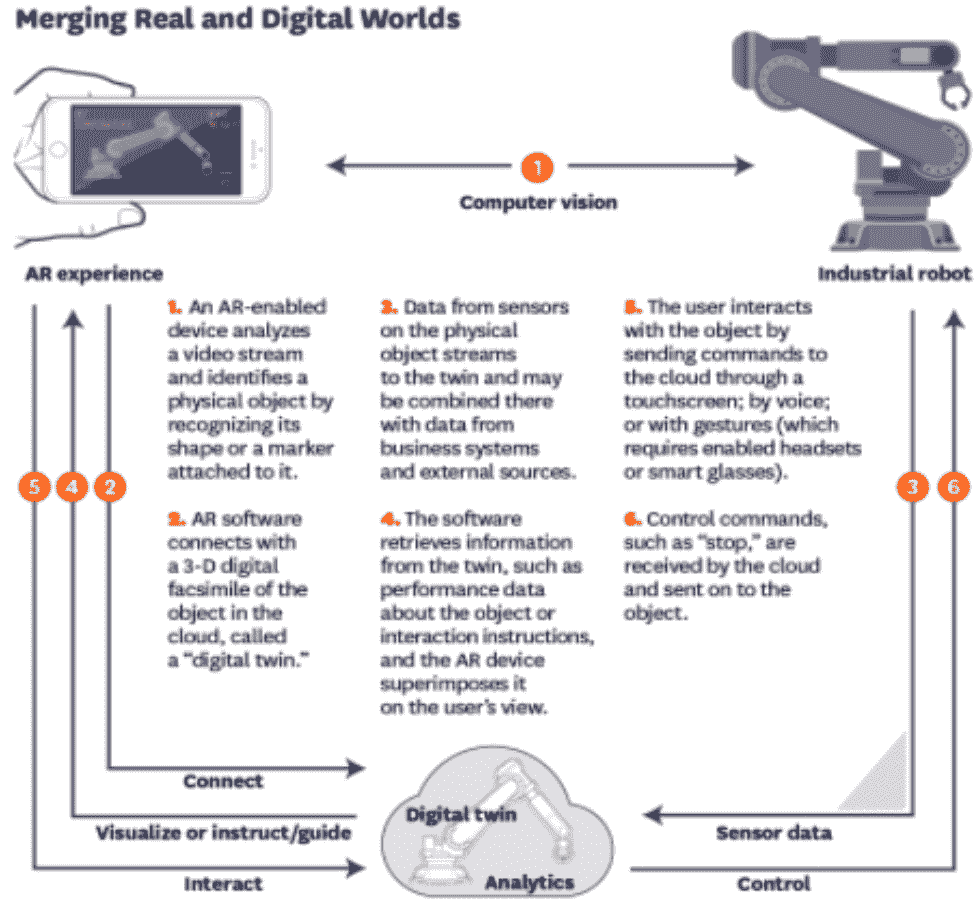 Merging Real and Digital Worlds
1
Computer vision
AR experience
Industrial robot
1. An AR-enabled
device analyzes
a video stream
and identifies a
physical object by
recognizing its
shape or a marker
attached to it.
2. AR software
connects with
a 3-D digital
facsimile of the
object in the
cloud, called
a “digital twin.”
3. Data from sensors
on the physical
object streams
to the twin and may
be combined there
with data from
business systems
and external sources.
4. The software
retrieves information
from the twin, such as
performance data
about the object or
interaction instructions,
and the AR device
superimposes it
on the user’s view.
5. The user interacts
with the object by
sending commands to
the cloud through a
touchscreen; by voice;
or with gestures (which
requires enabled headsets
or smart glasses).
6. Control commands,
such as “stop,” are
received by the cloud
and sent on to the
object.
5 4 2
3 6
Connect
Visualize or instruct/guide
Interact
Digital twin
Analytics
Sensor data
Control